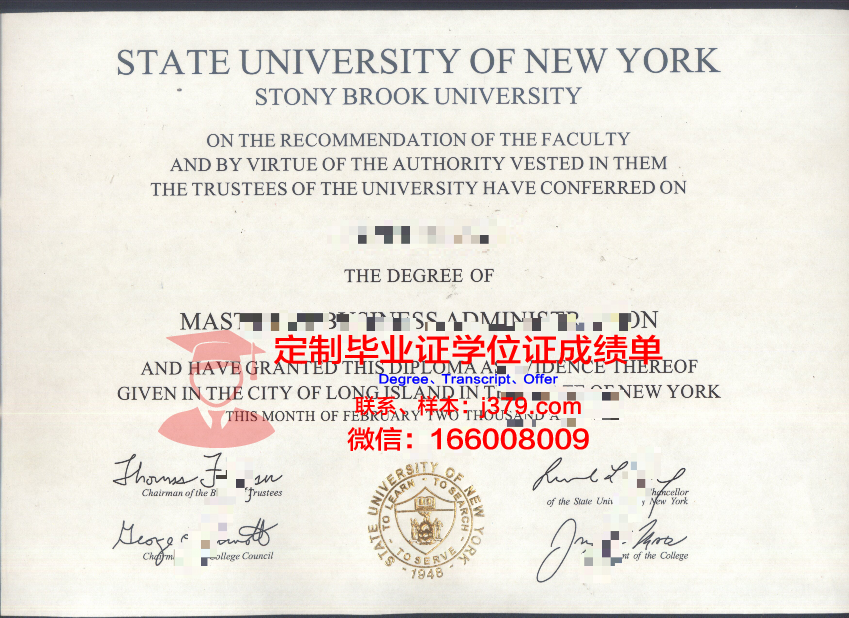 STATE UNIVERSITY OF NEW YORK
STONY BROOK UNIVERSITY
ON THE RECOMMENDATION OF THE FACULTY
AND BY VIRTUE OF THE AUTHORITY VESTED IN THEM
THE TRUSTEES OF THE UNIVERSITY HAVE CONFERRED ON
THE DEGREE OF
BUSINESS ADMINISTRATION
定制毕业证学位证成绩单
AND HAVE GRANTED THIS DIPLOMA AS THEREOF
Degree、Transcript、Offer
GIVEN IN THE CITY OF LONG ISLAND IN OF NEW YORK
联系、样本：j379.com
THIS MONTH OF FEBRUARY TWO THOUSAND
微信：166008009
Chairman of the Trustees
of the State New York
Chancellor
George
College Council
of the College
STATE UNIVERSITY OF NEW YORK
TO LEARN · TO SEARCH
TO SERVE
1948